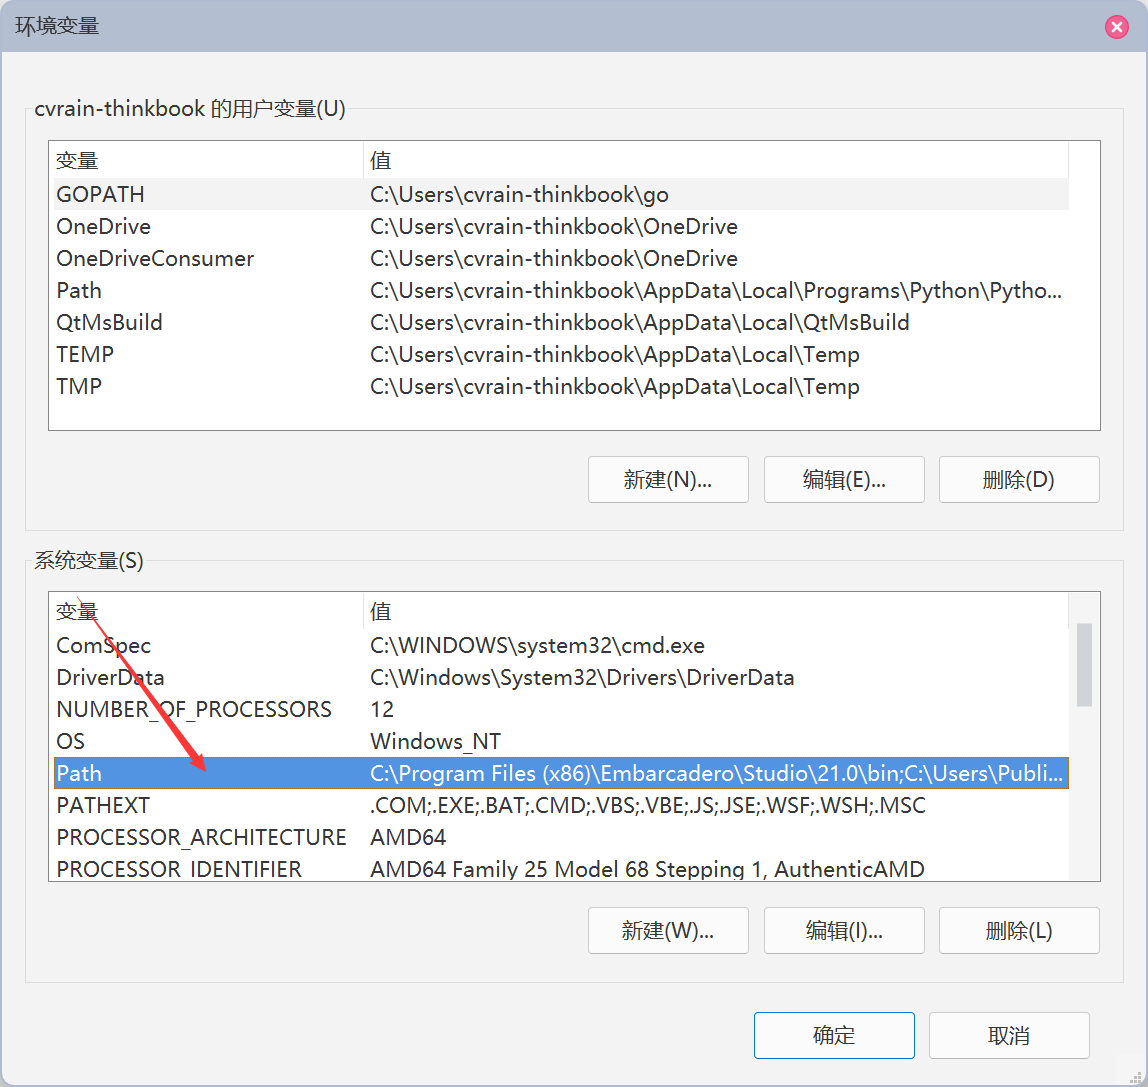 环境变量
cvrain-thinkbook 的用户变量(U)
变量 值
GOPATH C:\Users\cvrain-thinkbook\go
OneDrive C:\Users\cvrain-thinkbook\OneDrive
OneDriveConsumer C:\Users\cvrain-thinkbook\OneDrive
Path C:\Users\cvrain-thinkbook\AppData\Local\Programs\Python\Pytho...
QtMsBuild C:\Users\cvrain-thinkbook\AppData\Local\QtMsBuild
TEMP C:\Users\cvrain-thinkbook\AppData\Local\Temp
TMP C:\Users\cvrain-thinkbook\AppData\Local\Temp
新建(N)... 编辑(E)... 删除(D)
系统变量(S)
变量 值
ComSpec C:\WINDOWS\system32\cmd.exe
DriverData C:\Windows\System32\Drivers\DriverData
NUMBER_OF_PROCESSORS 12
OS Windows_NT
Path C:\Program Files (x86)\Embarcadero\Studio\21.0\bin;C:\Users\Publi...
PATHEXT .COM;.EXE;.BAT;.CMD;.VBS;.VBE;.JS;.JSE;.WSF;.WSH;.MSC
PROCESSOR_ARCHITECTURE AMD64
PROCESSOR_IDENTIFIER AMD64 Family 25 Model 68 Stepping 1, AuthenticAMD
新建(W)... 编辑(I)... 删除(L)
确定 取消